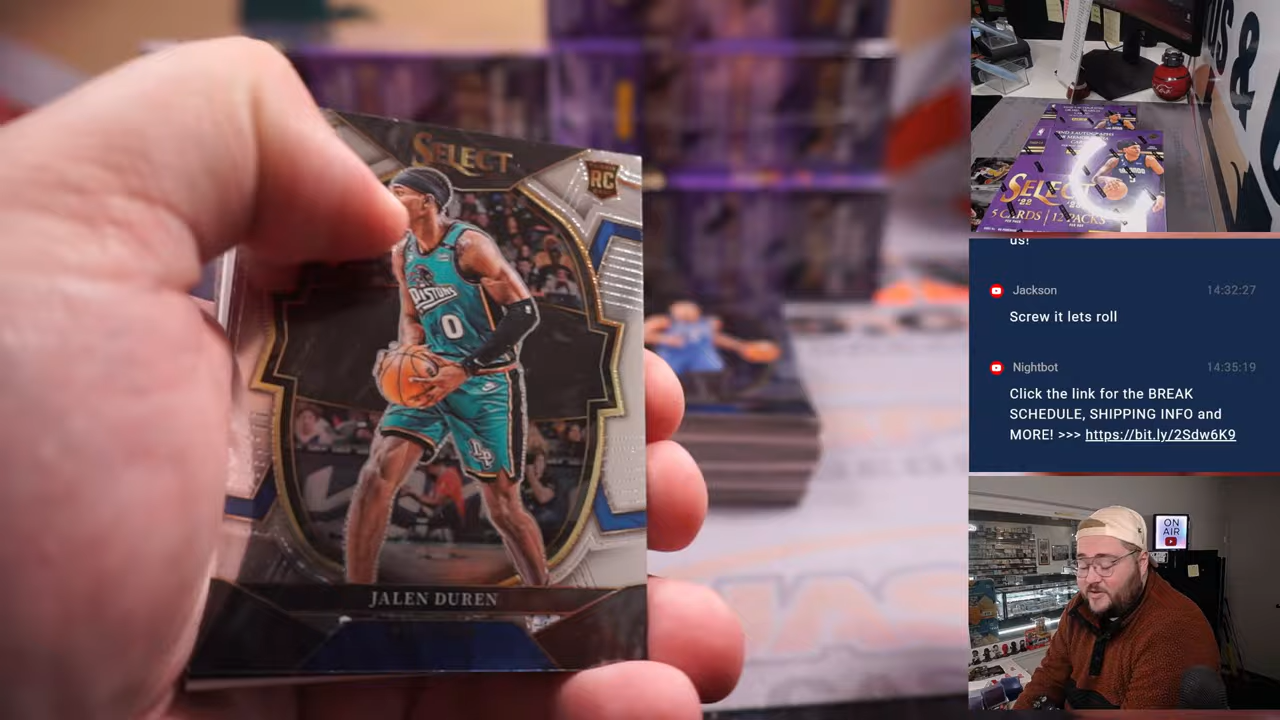 SELECT
RC
PISTONS
0
JALEN DUREN
us!
Jackson 14:32:27
Screw it lets roll
Nightbot 14:35:19
Click the link for the BREAK
SCHEDULE, SHIPPING INFO and
MORE! >>> https://bit.ly/2Sdw6K9
SELECT
5 CARDS | 12 PACKS
ON
AIR